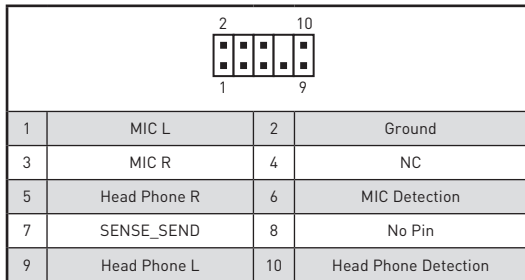 2 10
1 9
1 MIC L 2 Ground
3 MIC R 4 NC
5 Head Phone R 6 MIC Detection
7 SENSE_SEND 8 No Pin
9 Head Phone L 10 Head Phone Detection